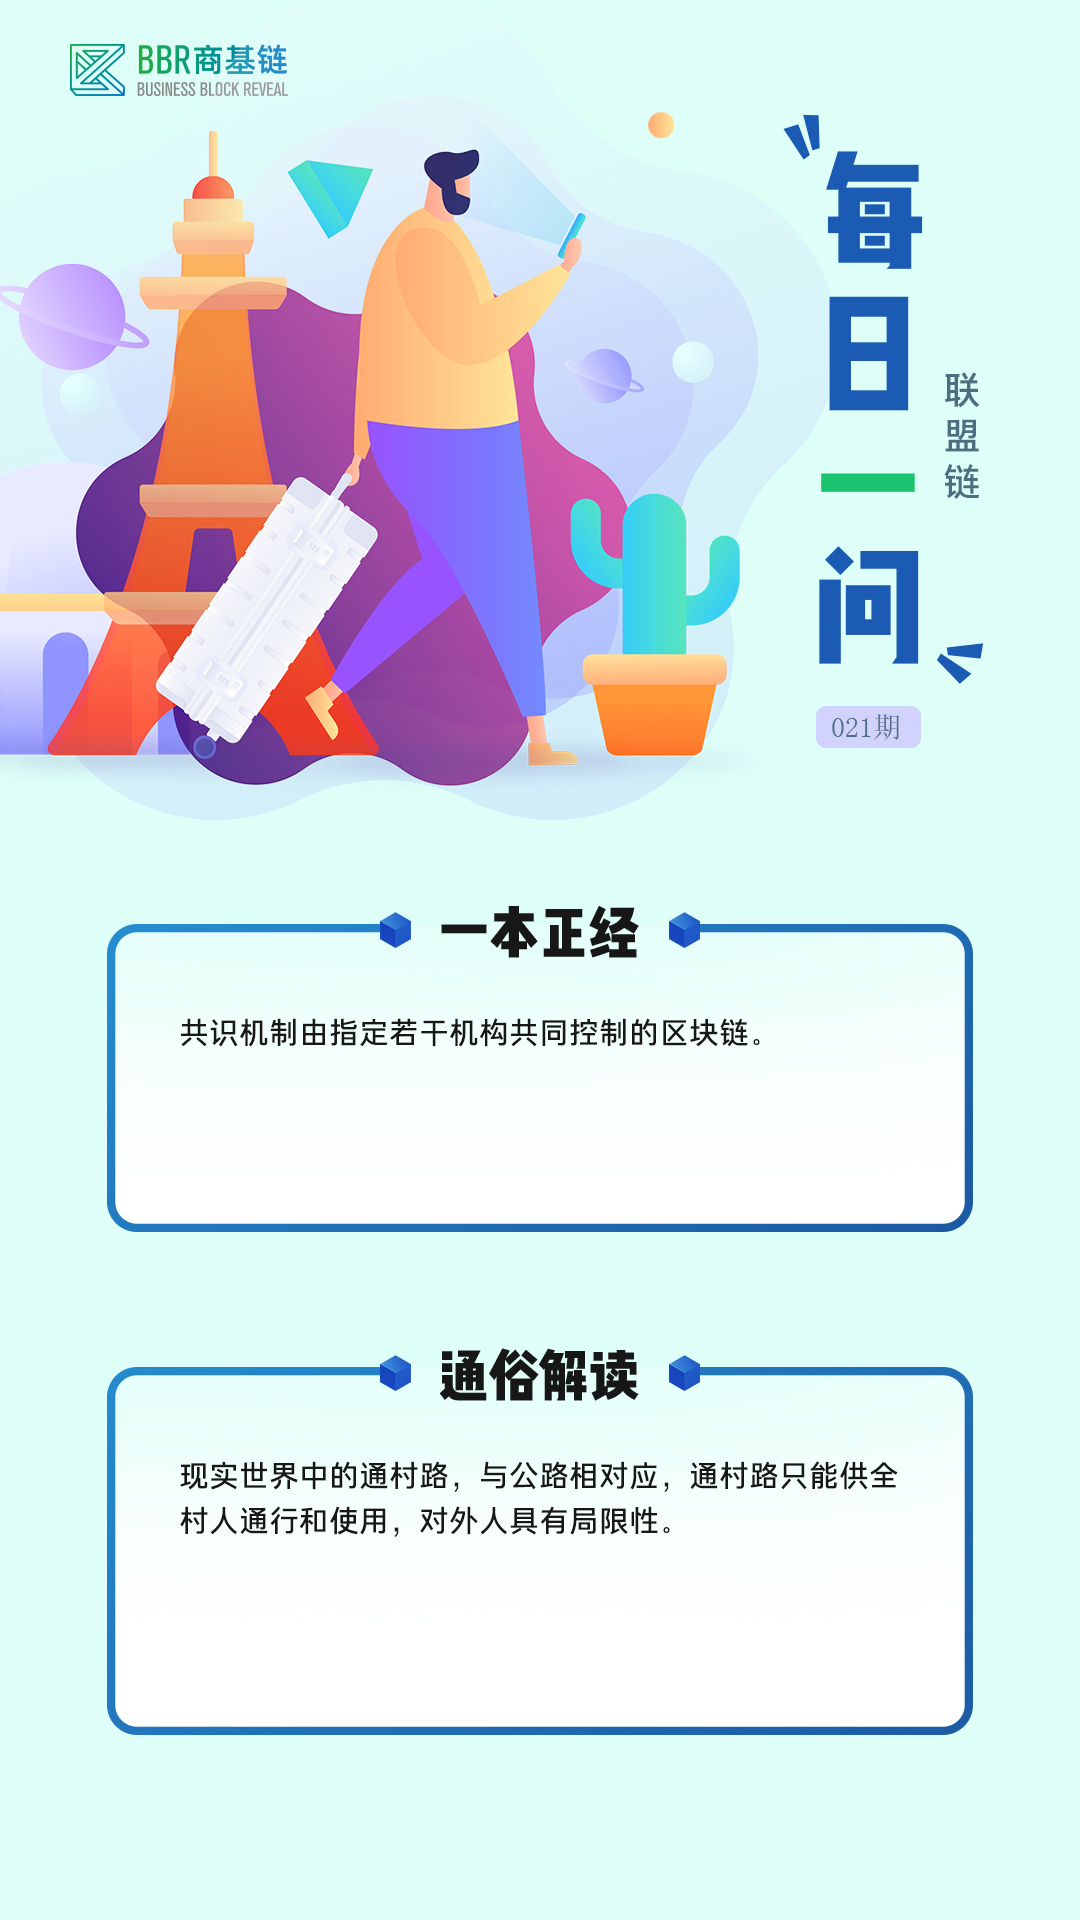 BBR商基链
BUSINESS BLOCK REVEAL
每日一问
联盟链
021期
一本正经
共识机制由指定若干机构共同控制的区块链。
通俗解读
现实世界中的通村路，与公路相对应，通村路只能供全
村人通行和使用，对外人具有局限性。